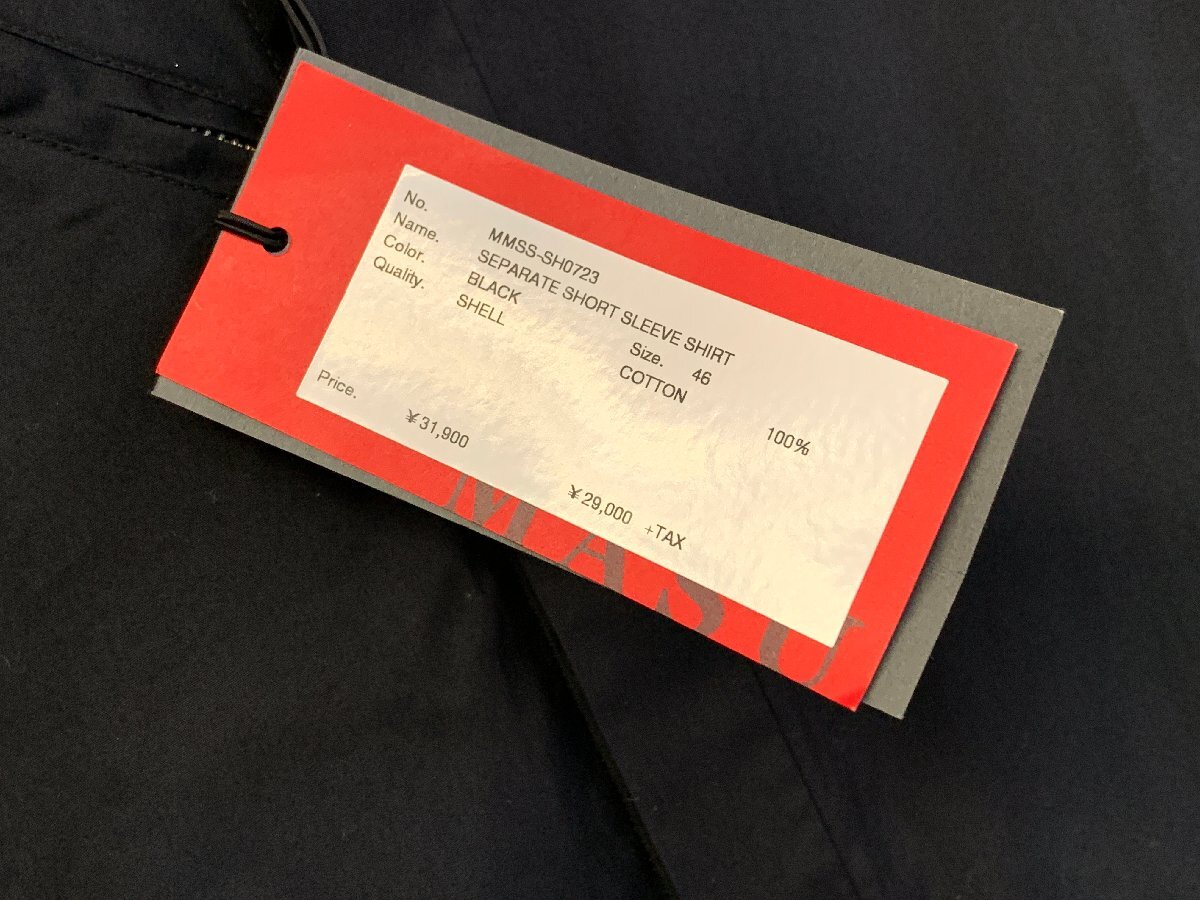 No. MMSS-SH0723
Name. SEPARATE SHORT SLEEVE SHIRT
Color. BLACK Size. 46
Quality. SHELL COTTON 100%
Price. ¥31,900 ¥29,000 +TAX
MASU